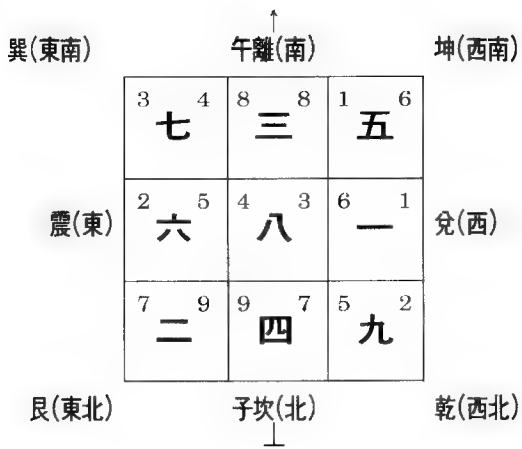 巽(東南) 午離(南) 坤(西南)
3 4 8 8 1 6
七 三 五
震(東) 2 5 4 3 6 1 兌(西)
六 八 一
7 9 9 7 5 2
二 四 九
艮(東北) 子坎(北) 乾(西北)